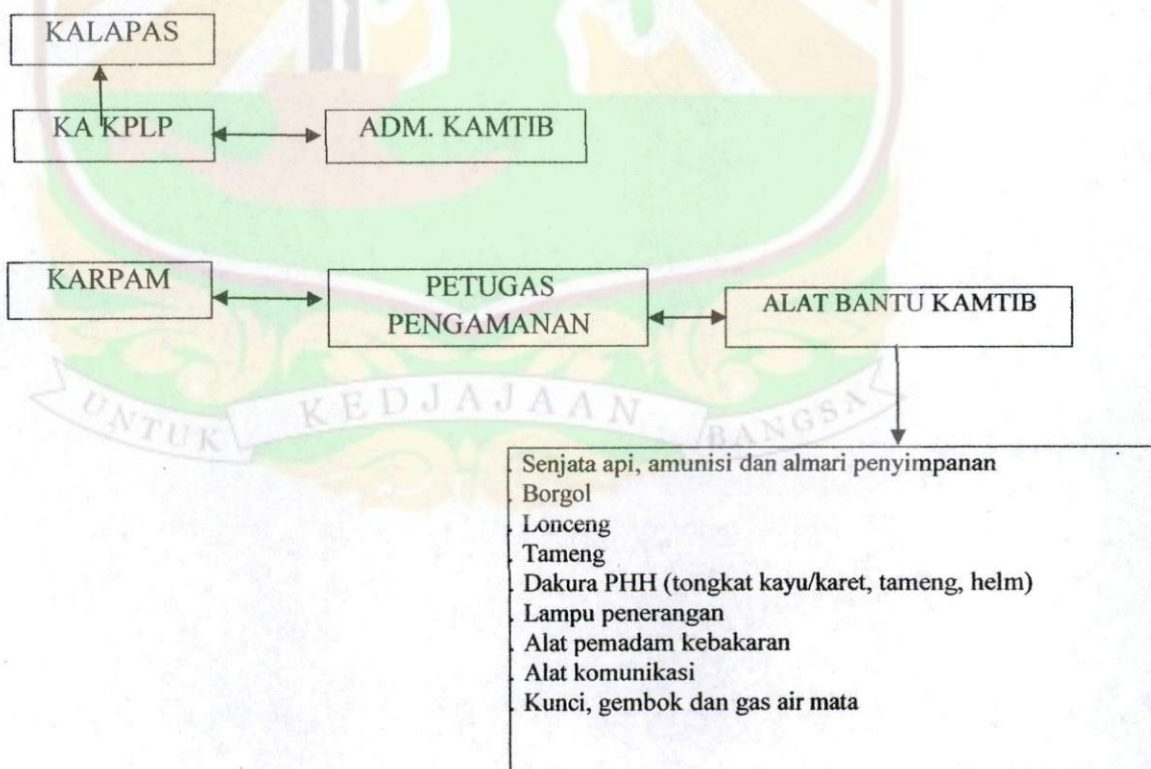 KALAPAS
KA KPLP
ADM. KAMTIB
KARPAM
PETUGAS
PENGAMANAN
ALAT BANTU KAMTIB
UNTUK KEDJAJAAN BANGSA
. Senjata api, amunisi dan almari penyimpanan
. Borgol
. Lonceng
. Tameng
. Dakura PHH (tongkat kayu/karet, tameng, helm)
. Lampu penerangan
. Alat pemadam kebakaran
. Alat komunikasi
. Kunci, gembok dan gas air mata